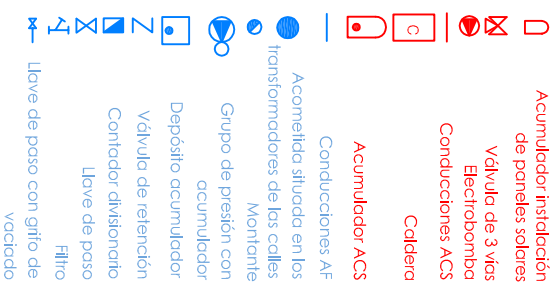 Acumulador instalación
de paneles solares
Válvula de 3 vías
Electrobomba
Conducciones ACS
C
Caldera
Acumulador ACS
Conducciones AF
Acometida situada en los
transformadores de las calles
Montante
Grupo de presión con
acumulador
Depósito acumulador
Válvula de retención
Contador divisionario
Llave de paso
Filtro
Llave de paso con grifo de
vaciado